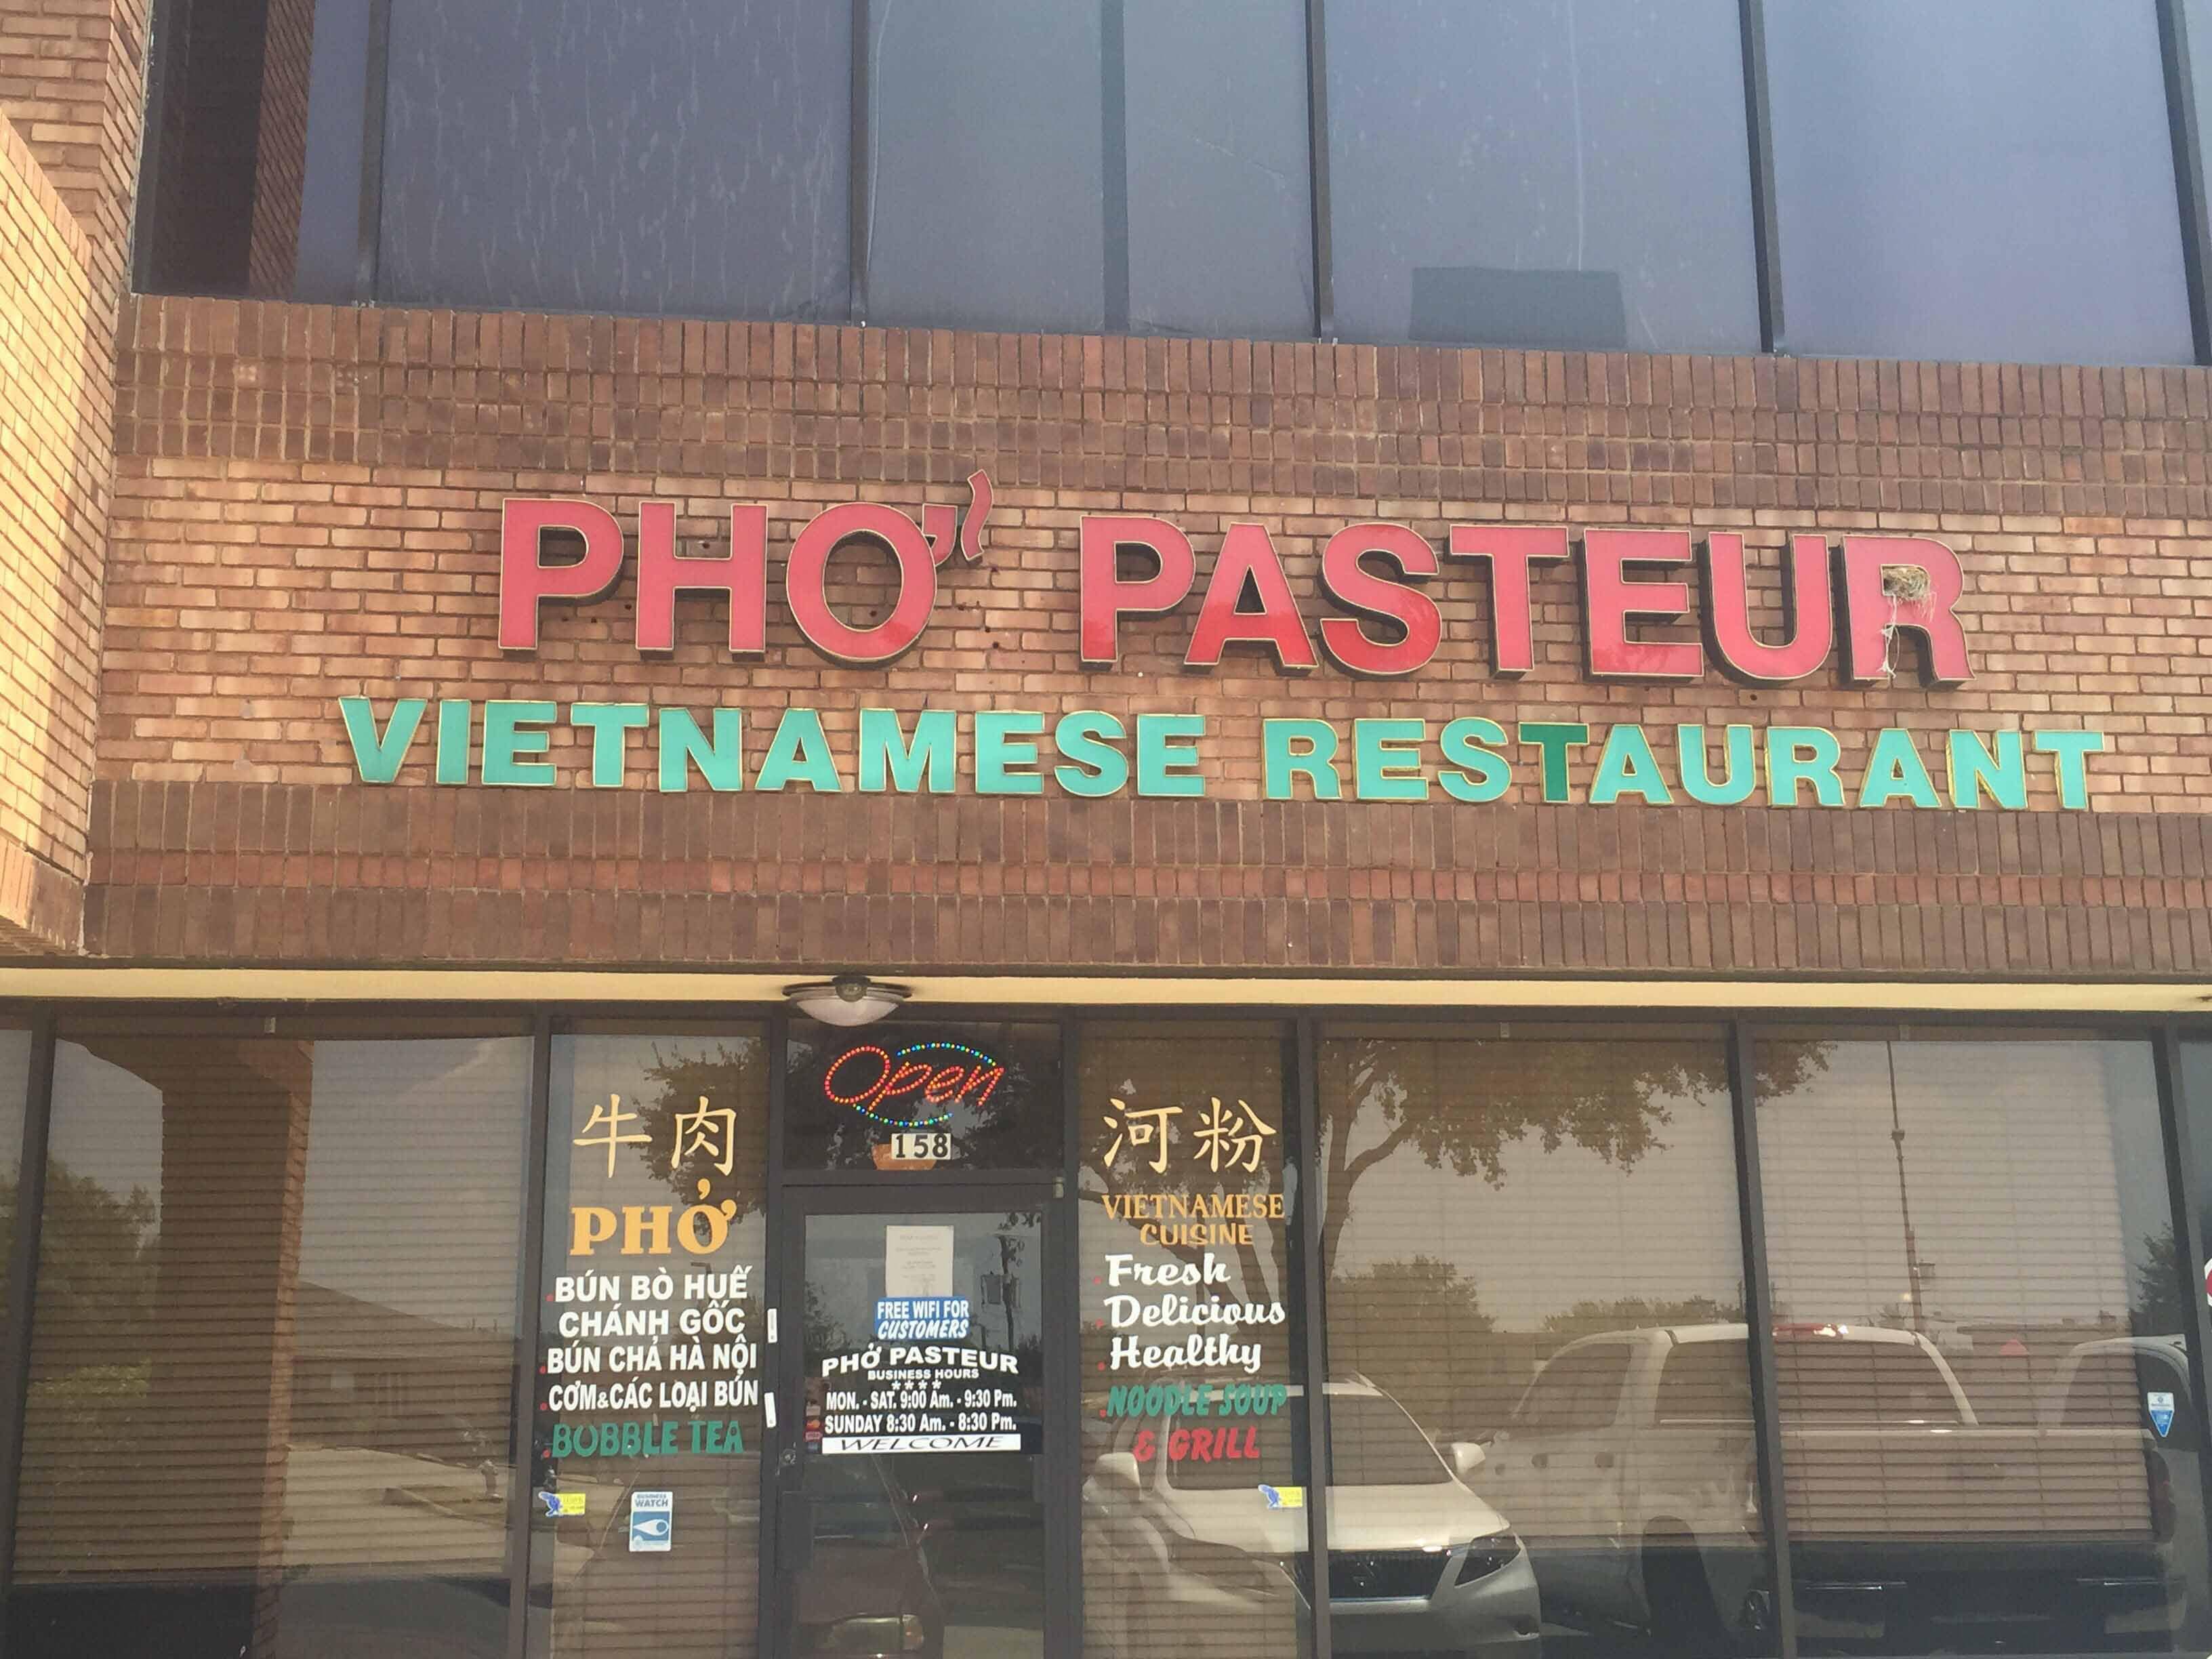 PHỞ PASTEUR
VIETNAMESE RESTAURANT
Open
158
牛肉
PHỞ
BÚN BÒ HUẾ
CHÁNH GỐC
BÚN CHẢ HÀ NỘI
CƠM&CÁC LOẠI BÚN
BOBBLE TEA
BUSINESS
WATCH
FREE WIFI FOR
CUSTOMERS
PHỞ PASTEUR
BUSINESS HOURS
****
MON. - SAT. 9:00 Am. - 9:30 Pm.
SUNDAY 8:30 Am. - 8:30 Pm.
WELCOME
河粉
VIETNAMESE
CUISINE
Fresh
Delicious
Healthy
NOODLE SOUP
& GRILL